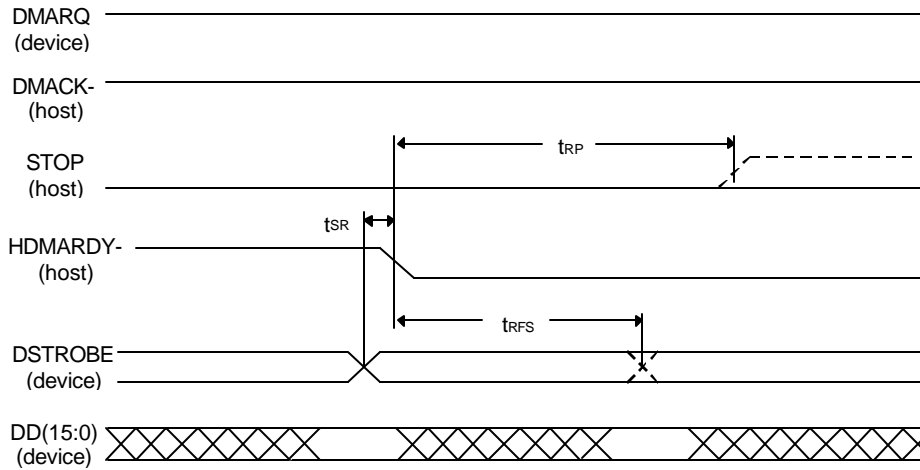 DMARQ
(device)
DMACK-
(host)
tRP
STOP
(host)
tSR
HDMARDY-
(host)
tRFS
DSTROBE
(device)
DD(15:0)
(device)